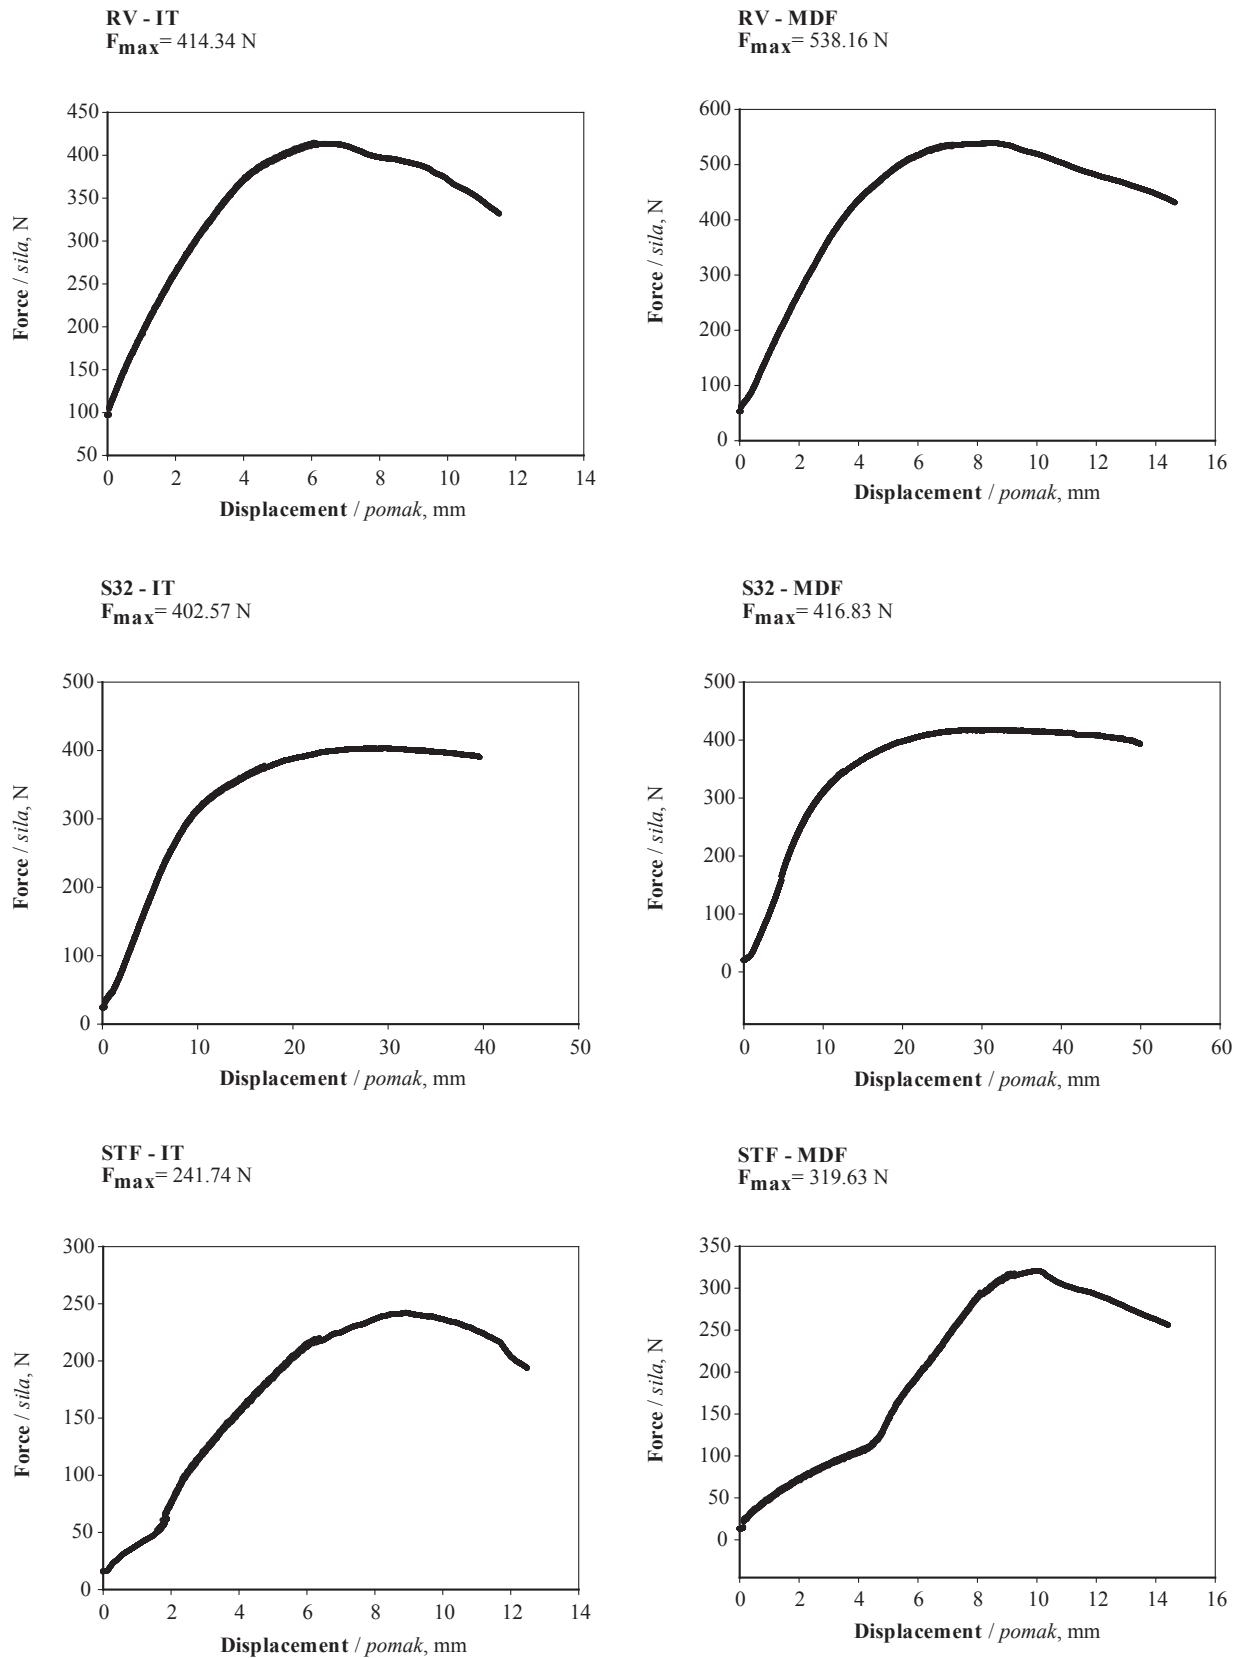 RV - IT
Fmax= 414.34 N
450
400
350
300
250
200
150
100
50
0 2 4 6 8 10 12 14
Force / sila, N
Displacement / pomak, mm
RV - MDF
Fmax= 538.16 N
600
500
400
300
200
100
0
0 2 4 6 8 10 12 14 16
Force / sila, N
Displacement / pomak, mm
S32 - IT
Fmax= 402.57 N
500
400
300
200
100
0
0 10 20 30 40 50
Force / sila, N
Displacement / pomak, mm
S32 - MDF
Fmax= 416.83 N
500
400
300
200
100
0
0 10 20 30 40 50 60
Force / sila, N
Displacement / pomak, mm
STF - IT
Fmax= 241.74 N
300
250
200
150
100
50
0
0 2 4 6 8 10 12 14
Force / sila, N
Displacement / pomak, mm
STF - MDF
Fmax= 319.63 N
350
300
250
200
150
100
50
0
0 2 4 6 8 10 12 14 16
Force / sila, N
Displacement / pomak, mm